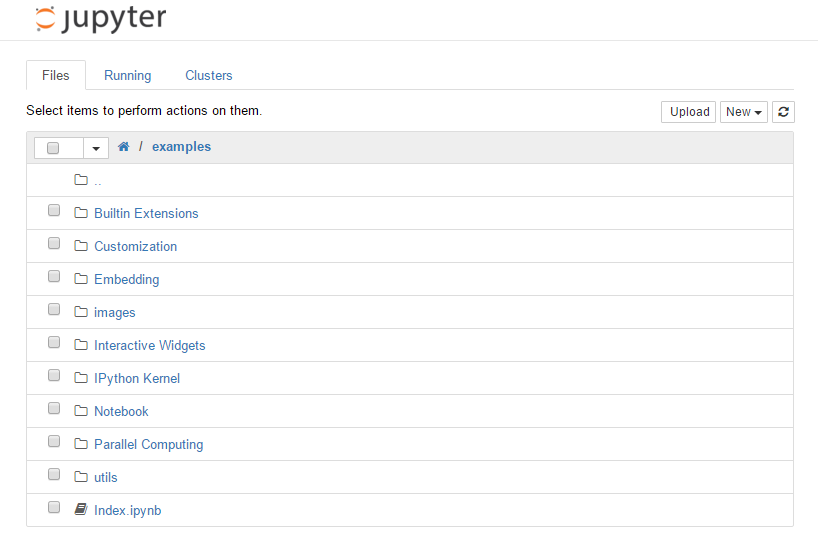 jupyter
Files Running Clusters
Select items to perform actions on them. Upload New
/ examples
..
Builtin Extensions
Customization
Embedding
images
Interactive Widgets
IPython Kernel
Notebook
Parallel Computing
utils
Index.ipynb